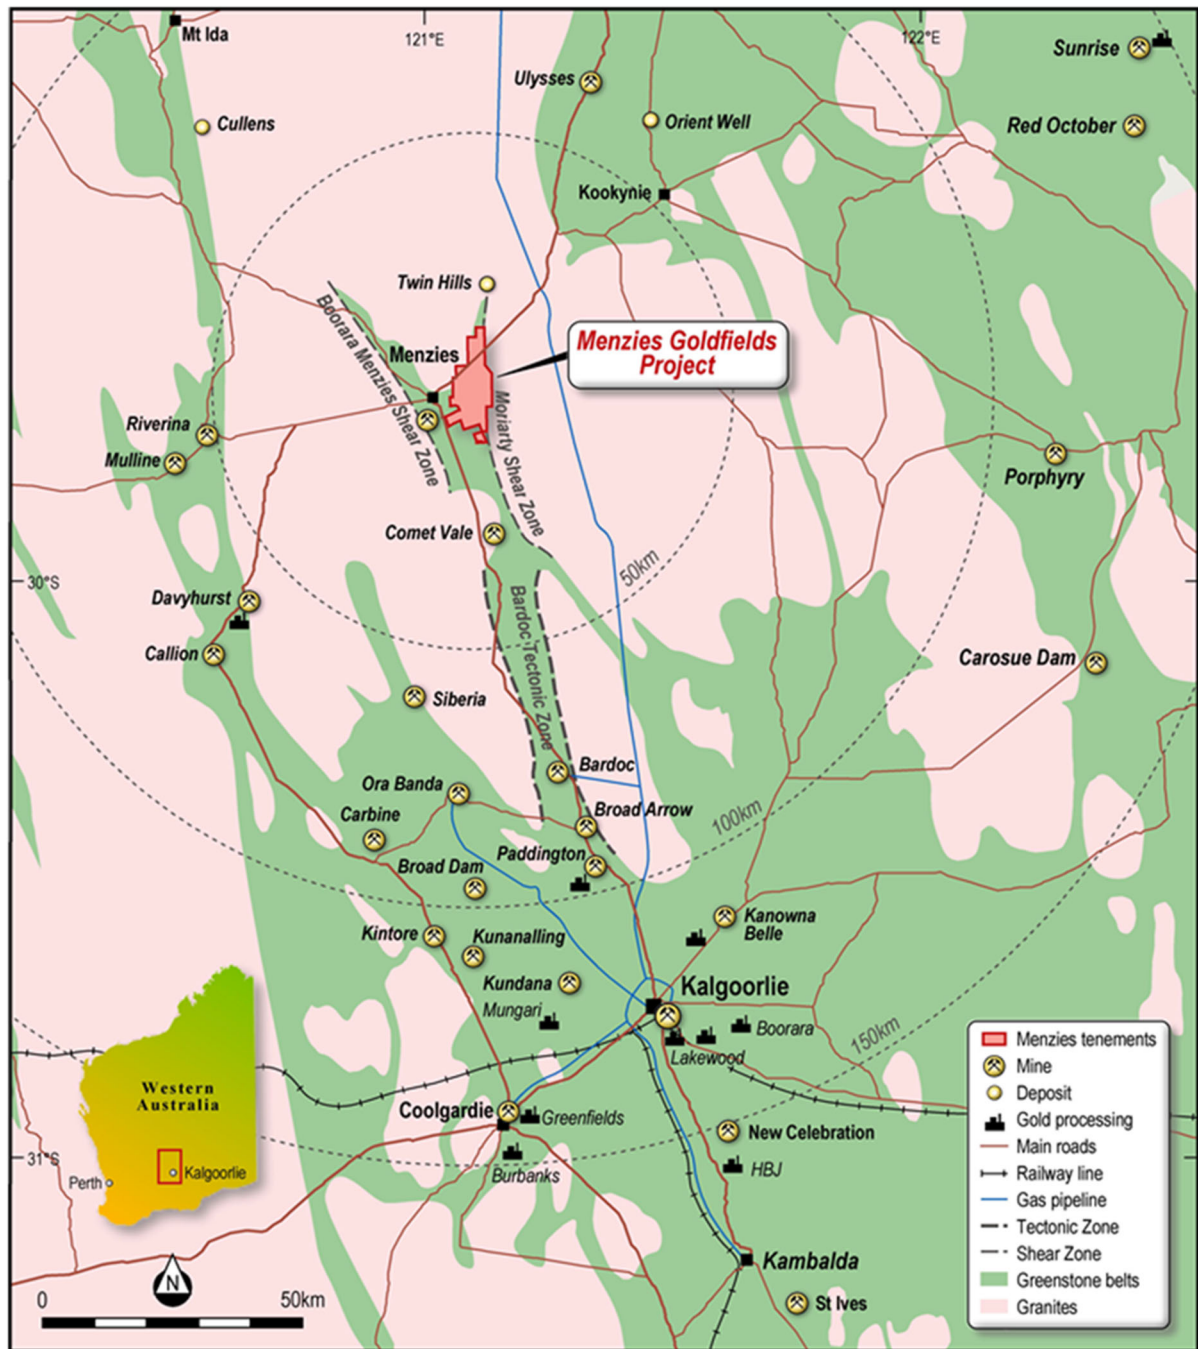 Mt Ida
121°E
122°E
Sunrise
Ulysses
Cullens
Orient Well
Red October
Kookynie
Twin Hills
Boorara Menzies Shear Zone
Menzies
Menzies Goldfields
Project
Moriarty Shear Zone
Riverina
Mulline
Porphyry
Comet Vale
50km
30°S
Davyhurst
Bardoc Tectonic Zone
Callion
Carosue Dam
Siberia
Bardoc
Ora Banda
Carbine
Broad Arrow
100km
Paddington
Broad Dam
Kanowna
Belle
Kintore
Kunanalling
Kundana
Kalgoorlie
Mungari
Boorara
150km
Lakewood
Western
Australia
Coolgardie
Greenfields
New Celebration
31°S
Burbanks
HBJ
Perth
Kalgoorlie
Kambalda
St Ives
N
0
50km
Menzies tenements
Mine
Deposit
Gold processing
Main roads
Railway line
Gas pipeline
Tectonic Zone
Shear Zone
Greenstone belts
Granites